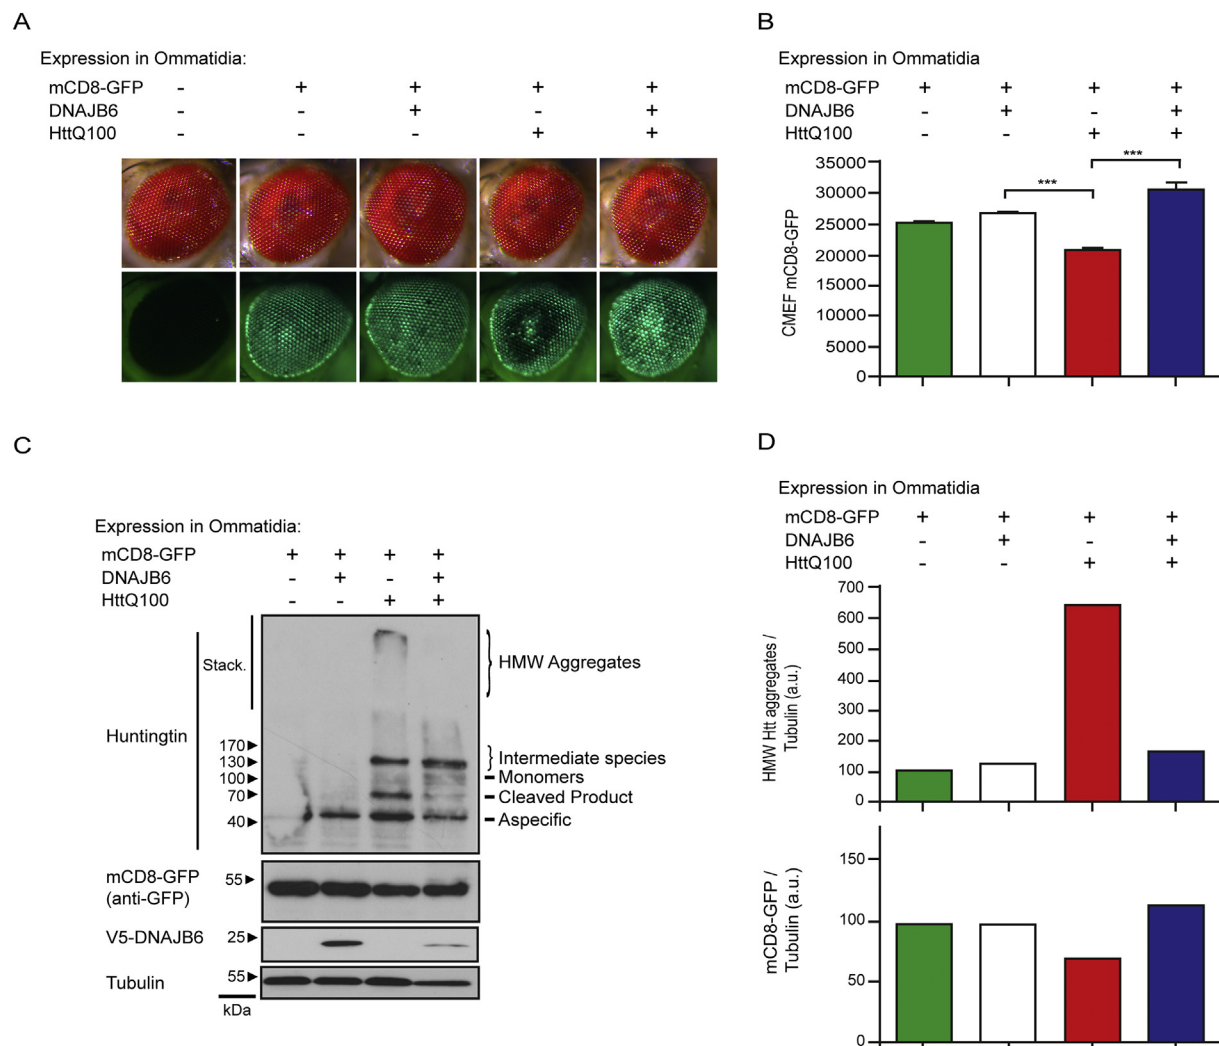 A
Expression in Ommatidia:
mCD8-GFP - + + + +
DNAJB6 - - + - +
HttQ100 - - - + +
B
Expression in Ommatidia
mCD8-GFP + + + +
DNAJB6 - + - +
HttQ100 - - + +
CMEF mCD8-GFP
35000
30000
25000
20000
15000
10000
5000
0
***
***
C
Expression in Ommatidia:
mCD8-GFP + + + +
DNAJB6 - + - +
HttQ100 - - + +
Huntingtin
Stack.
170
130
100
70
40
HMW Aggregates
Intermediate species
Monomers
Cleaved Product
Aspecific
mCD8-GFP
(anti-GFP)
55
V5-DNAJB6
25
Tubulin
55
kDa
D
Expression in Ommatidia
mCD8-GFP + + + +
DNAJB6 - + - +
HttQ100 - - + +
HMW Htt aggregates /
Tubulin (a.u.)
700
600
400
300
200
100
0
mCD8-GFP /
Tubulin (a.u.)
150
100
50
0